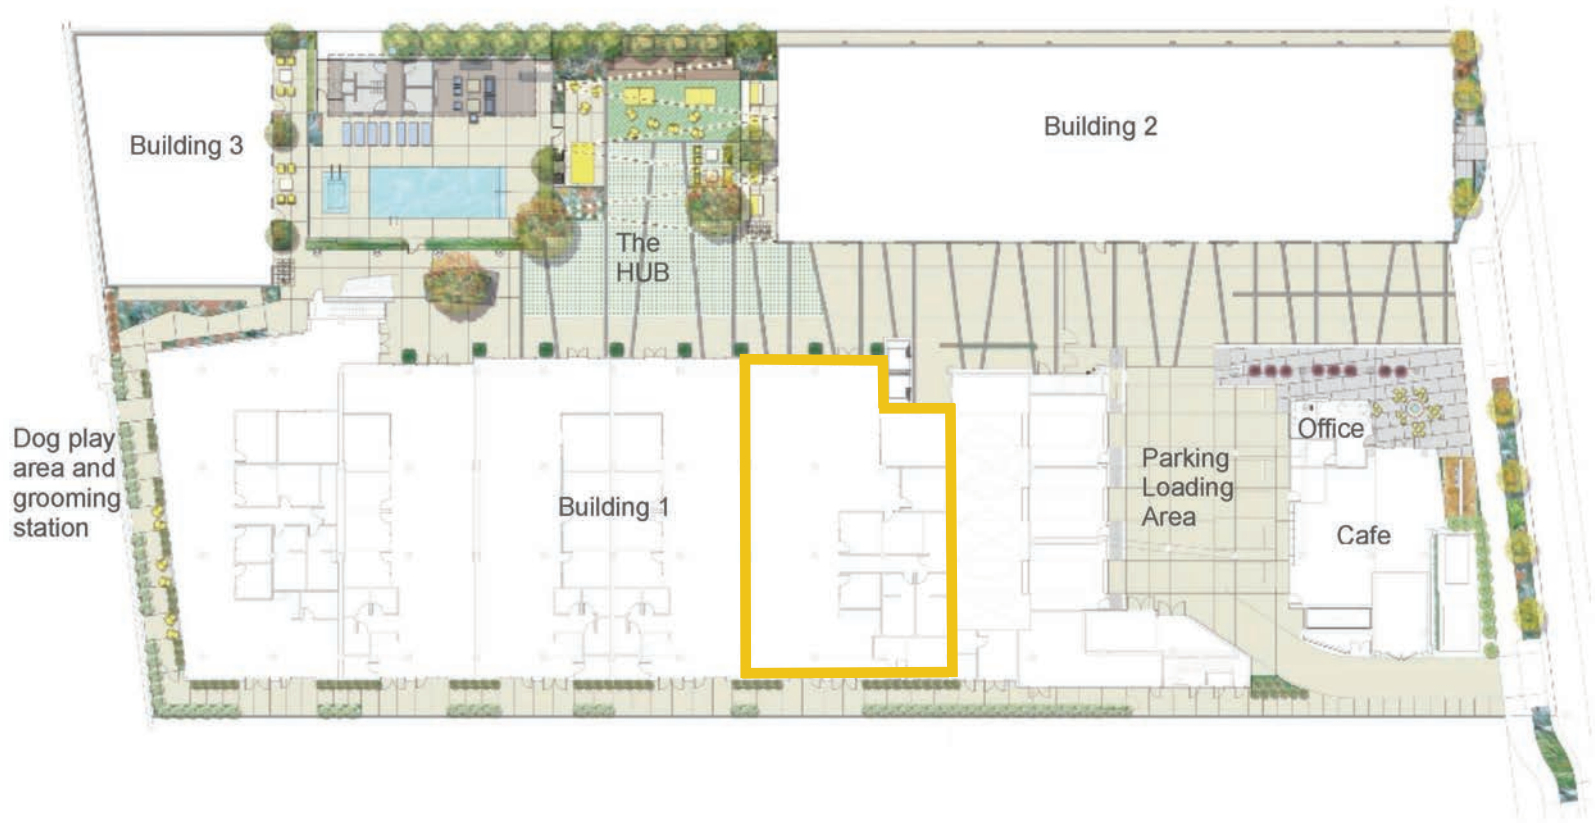 Building 3
Building 2
The
HUB
Dog play
area and
grooming
station
Building 1
Parking
Loading
Area
Office
Cafe